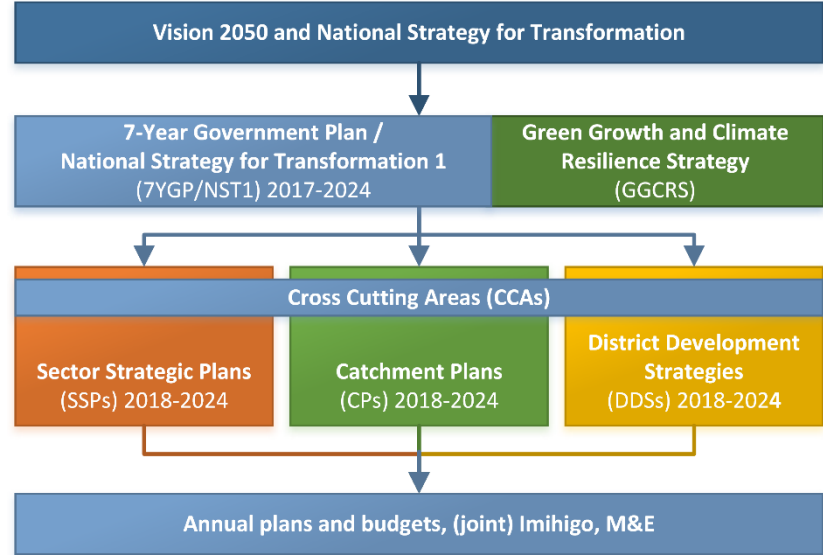 Vision 2050 and National Strategy for Transformation
7-Year Government Plan /
National Strategy for Transformation 1
(7YGP/NST1) 2017-2024
Green Growth and Climate
Resilience Strategy
(GGCRS)
Cross Cutting Areas (CCAs)
Sector Strategic Plans
(SSPs) 2018-2024
Catchment Plans
(CPs) 2018-2024
District Development
Strategies
(DDSs) 2018-2024
Annual plans and budgets, (joint) Imihigo, M&E